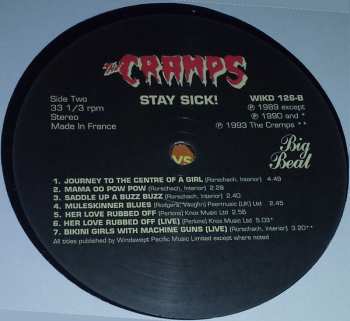 The CRAMPS
Side Two
33 1/3 rpm
Stereo
Made In France
STAY SICK!
WIKD 126-B
℗ 1989 except
℗ 1990 and *
℗ 1993 The Cramps **
Big
Beat
VS
1. JOURNEY TO THE CENTRE OF A GIRL (Rorschach, Interior) 4.49
2. MAMA OO POW POW (Rorschach, Interior) 2.28
3. SADDLE UP A BUZZ BUZZ (Rorschach, Interior) 2.40
4. MULESKINNER BLUES (Rodgers, Vaughn) Peermusic (UK) Ltd 2.45
5. HER LOVE RUBBED OFF (Perkins) Knox Music Ltd 2.56
6. HER LOVE RUBBED OFF (LIVE) (Perkins) Knox Music Ltd 5.03*
7. BIKINI GIRLS WITH MACHINE GUNS (LIVE) (Rorschach, Interior) 3.20**
All titles published by Windswept Pacific Music Limited except where noted